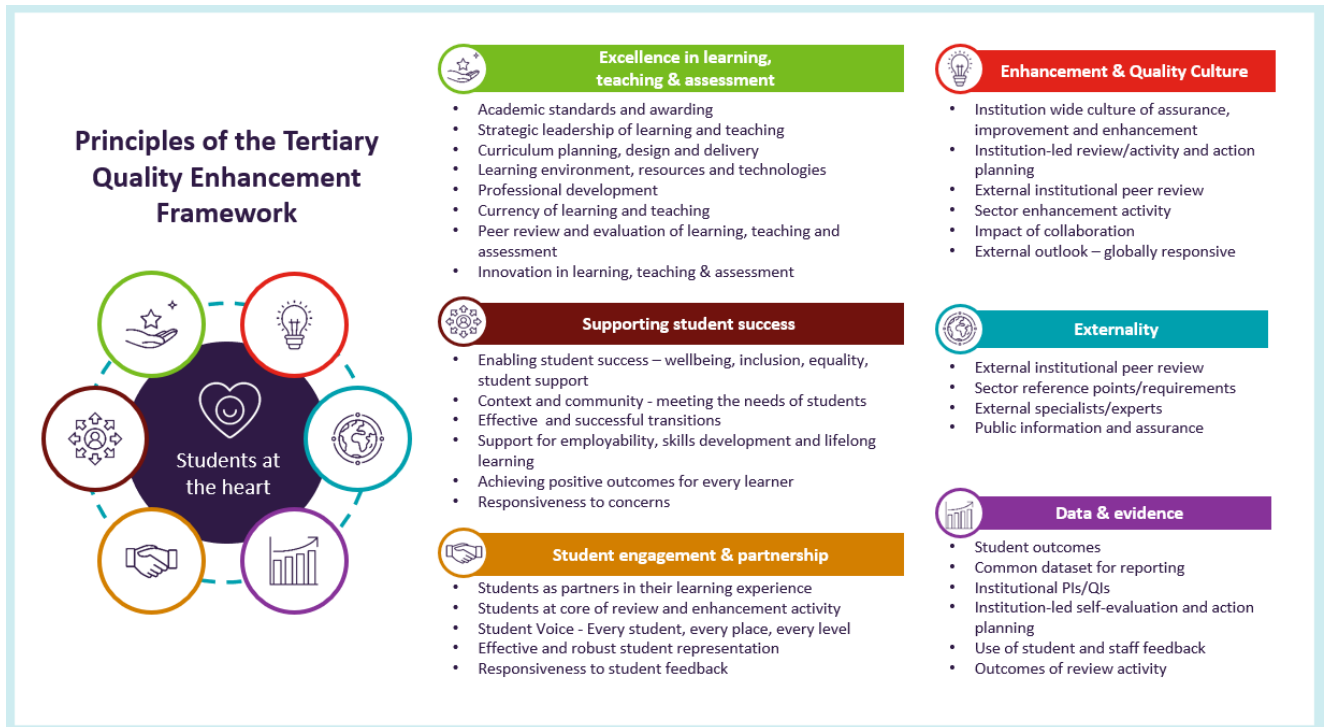 Principles of the Tertiary
Quality Enhancement
Framework
Students at
the heart
Excellence in learning,
teaching & assessment
• Academic standards and awarding
• Strategic leadership of learning and teaching
• Curriculum planning, design and delivery
• Learning environment, resources and technologies
• Professional development
• Currency of learning and teaching
• Peer review and evaluation of learning, teaching and
assessment
• Innovation in learning, teaching & assessment
Supporting student success
• Enabling student success – wellbeing, inclusion, equality,
student support
• Context and community - meeting the needs of students
• Effective and successful transitions
• Support for employability, skills development and lifelong
learning
• Achieving positive outcomes for every learner
• Responsiveness to concerns
Student engagement & partnership
• Students as partners in their learning experience
• Students at core of review and enhancement activity
• Student Voice - Every student, every place, every level
• Effective and robust student representation
• Responsiveness to student feedback
Enhancement & Quality Culture
• Institution wide culture of assurance,
improvement and enhancement
• Institution-led review/activity and action
planning
• External institutional peer review
• Sector enhancement activity
• Impact of collaboration
• External outlook – globally responsive
Externality
• External institutional peer review
• Sector reference points/requirements
• External specialists/experts
• Public information and assurance
Data & evidence
• Student outcomes
• Common dataset for reporting
• Institutional PIs/QIs
• Institution-led self-evaluation and action
planning
• Use of student and staff feedback
• Outcomes of review activity